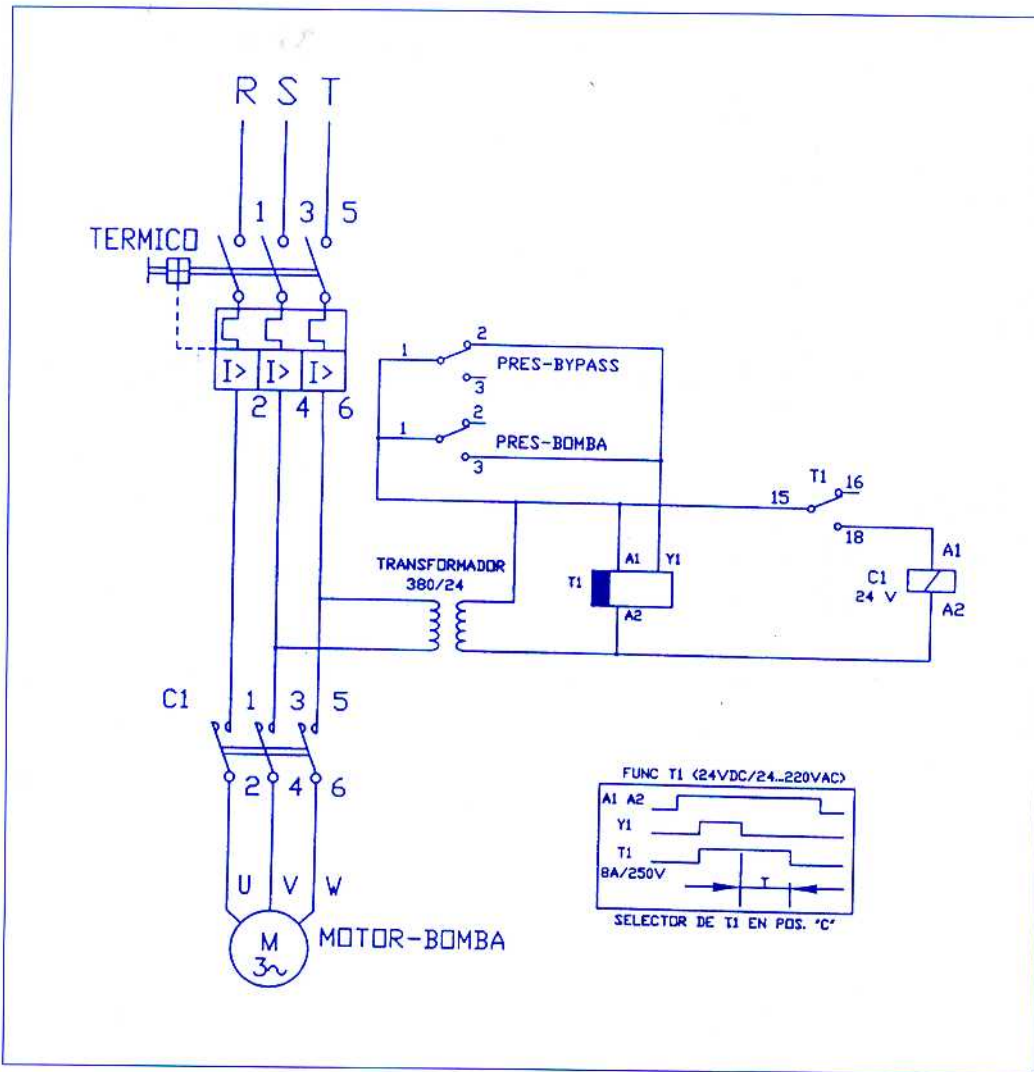 R S T
1 3 5
TERMICO
I> I> I>
2 4 6
1 2
PRES-BYPASS
3
1 2
PRES-BOMBA
3
T1 16
15
18
TRANSFORMADOR
380/24
A1 Y1
T1
A2
A1
C1
24 V
A2
C1 1 3 5
2 4 6
U V W
M
3~
MOTOR-BOMBA
FUNC T1 (24VDC/24...220VAC)
A1 A2
Y1
T1
8A/250V
T
SELECTOR DE T1 EN POS. "C"